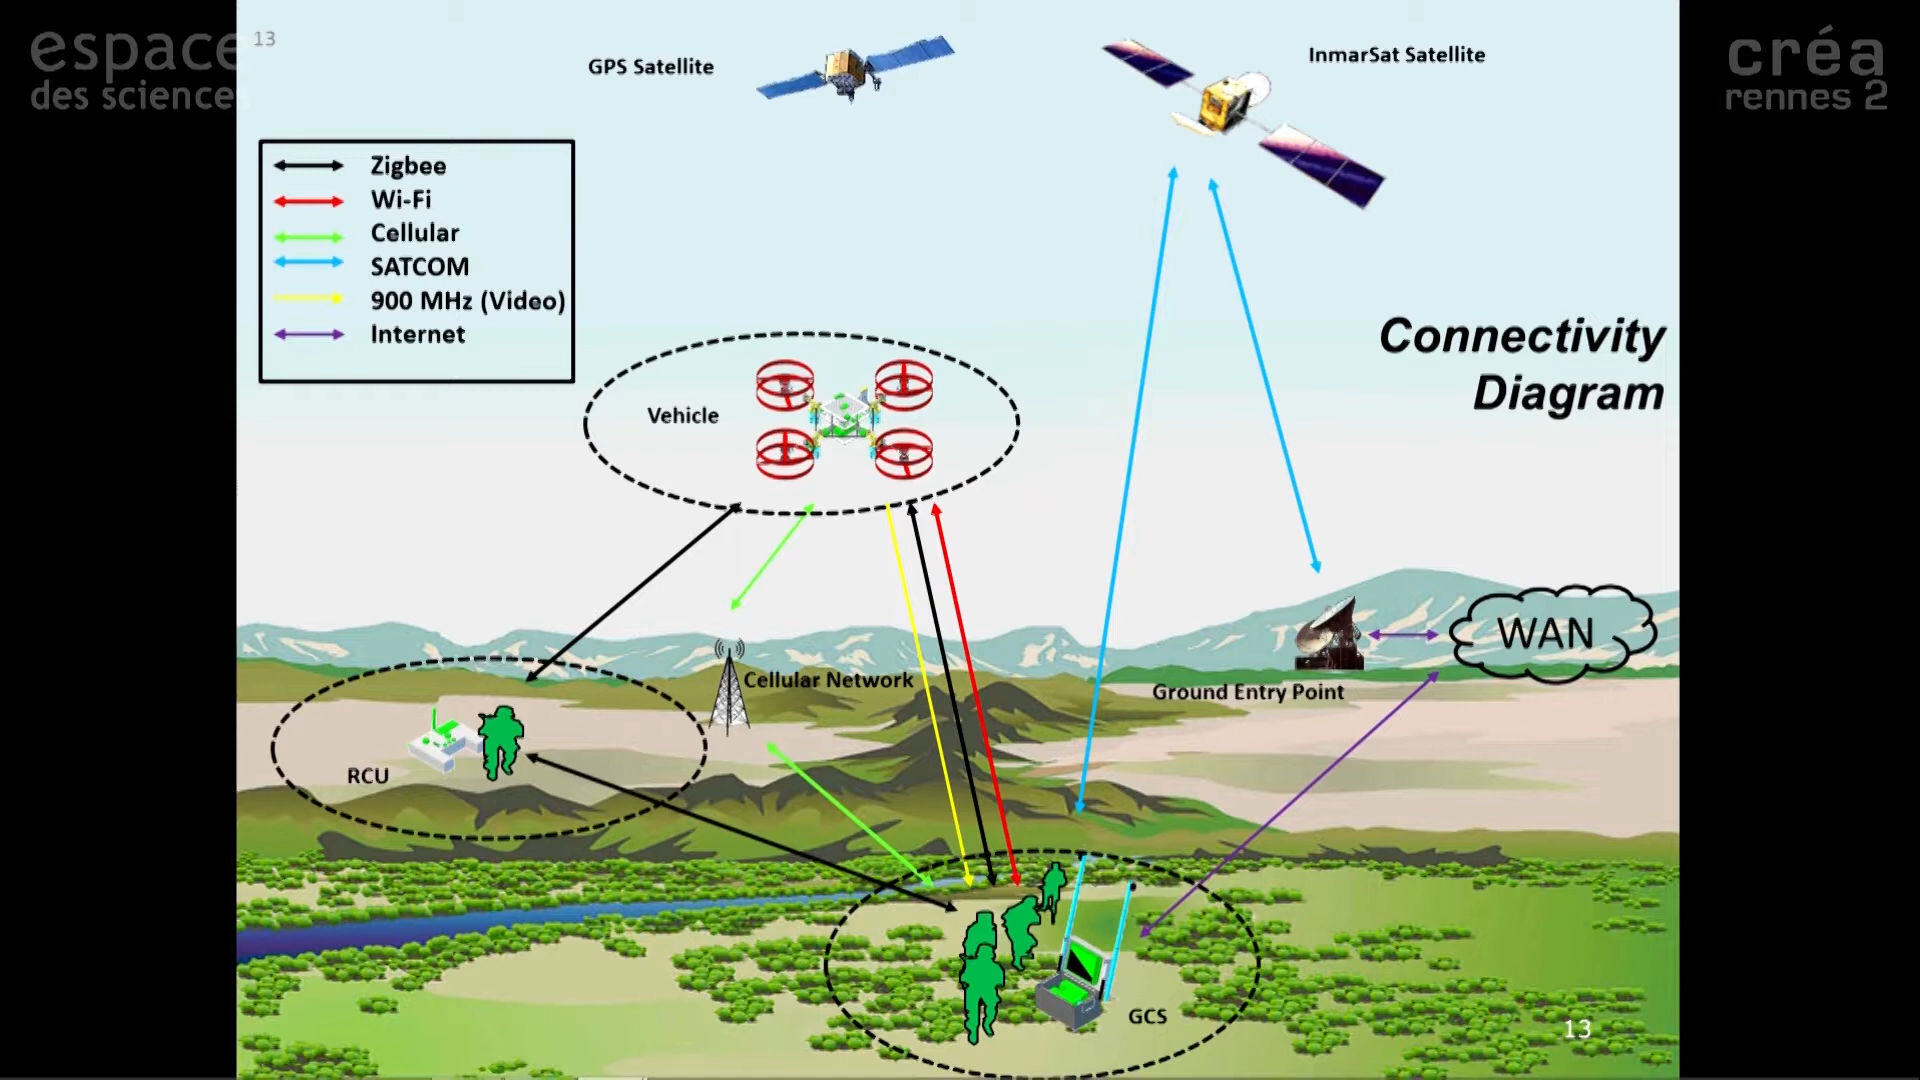 espace
des sciences
13
GPS Satellite
InmarSat Satellite
créa
rennes 2
Zigbee
Wi-Fi
Cellular
SATCOM
900 MHz (Video)
Internet
Connectivity
Diagram
Vehicle
WAN
Cellular Network
Ground Entry Point
RCU
GCS
13